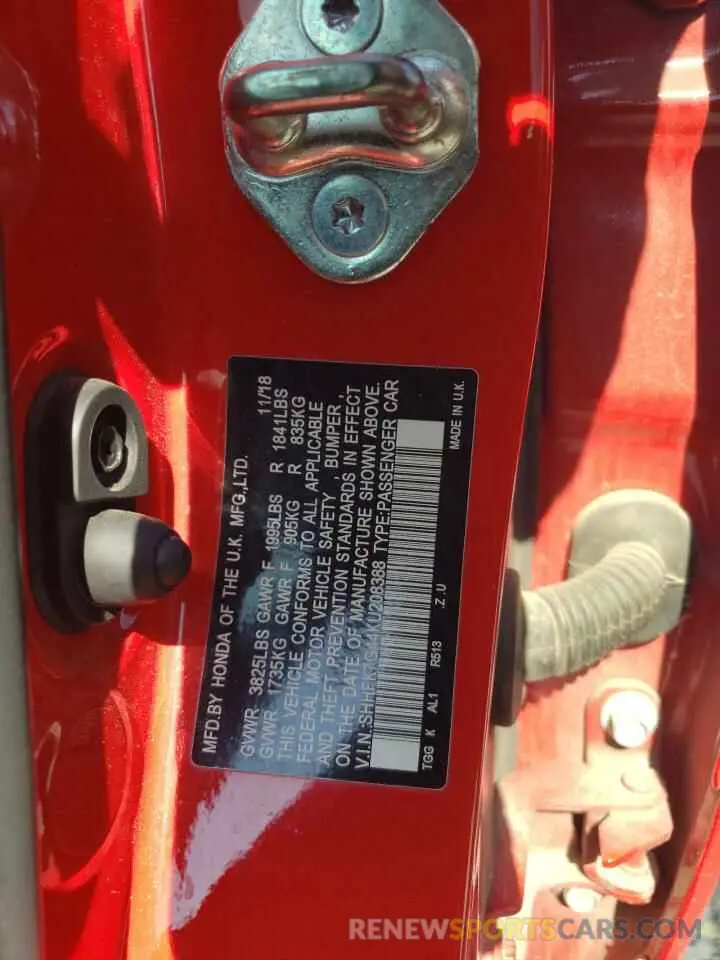 MFD.BY HONDA OF THE U.K. MFG.,LTD. 11/18
GVWR 3825LBS GAWR F 1995LBS R 1841LBS
GVWR 1735KG GAWR F 905KG R 835KG
THIS VEHICLE CONFORMS TO ALL APPLICABLE
FEDERAL MOTOR VEHICLE SAFETY, BUMPER,
AND THEFT PREVENTION STANDARDS IN EFFECT
ON THE DATE OF MANUFACTURE SHOWN ABOVE.
V.I.N. TYPE:PASSENGER CAR
TGG K AL1 R513 .Z .U MADE IN U.K.
RENEWSPORTSCARS.COM